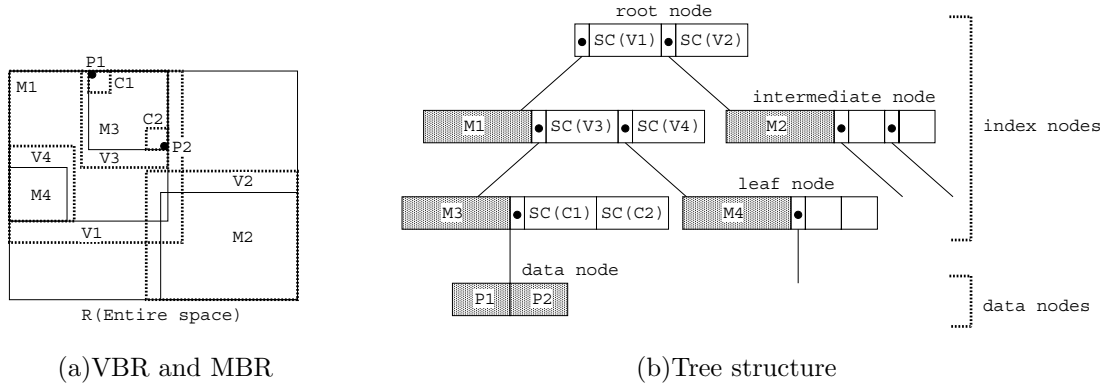 root node
SC(V1) SC(V2)
P1
M1 C1
intermediate node
C2
M3
M1 SC(V3) SC(V4) M2
index nodes
P2
V4 V3
V2
leaf node
M4
M3 SC(C1) SC(C2) M4
V1 M2
data node
P1 P2
data nodes
R(Entire space)
(a)VBR and MBR
(b)Tree structure